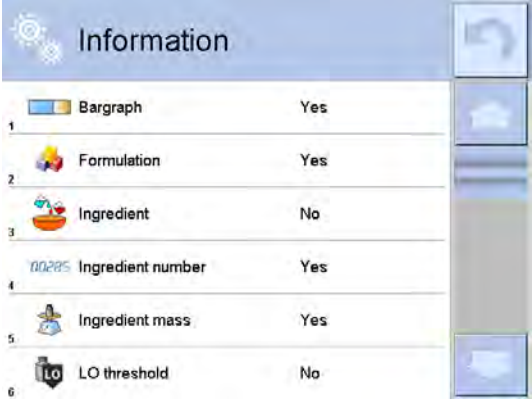 Information
1 Bargraph Yes
2 Formulation Yes
3 Ingredient No
00285 Ingredient number Yes
4
5 Ingredient mass Yes
LO LO threshold No
6